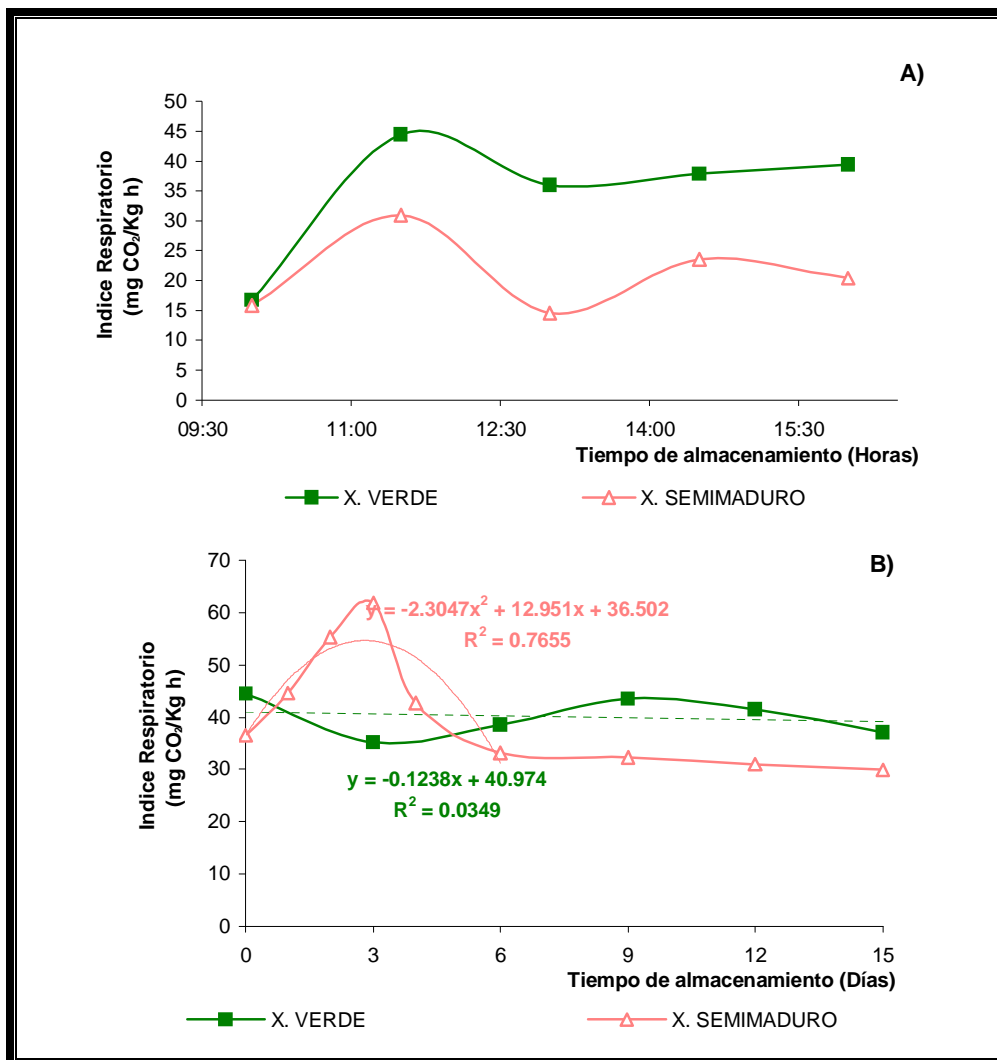 A)
Indice Respiratorio
(mg CO₂/Kg h)
50
45
40
35
30
25
20
15
10
5
0
09:30 11:00 12:30 14:00 15:30
Tiempo de almacenamiento (Horas)
X. VERDE X. SEMIMADURO
B)
Indice Respiratorio
(mg CO₂/Kg h)
70
60
50
40
30
20
10
0
y = -2.3047x² + 12.951x + 36.502
R² = 0.7655
y = -0.1238x + 40.974
R² = 0.0349
0 3 6 9 12 15
Tiempo de almacenamiento (Días)
X. VERDE X. SEMIMADURO